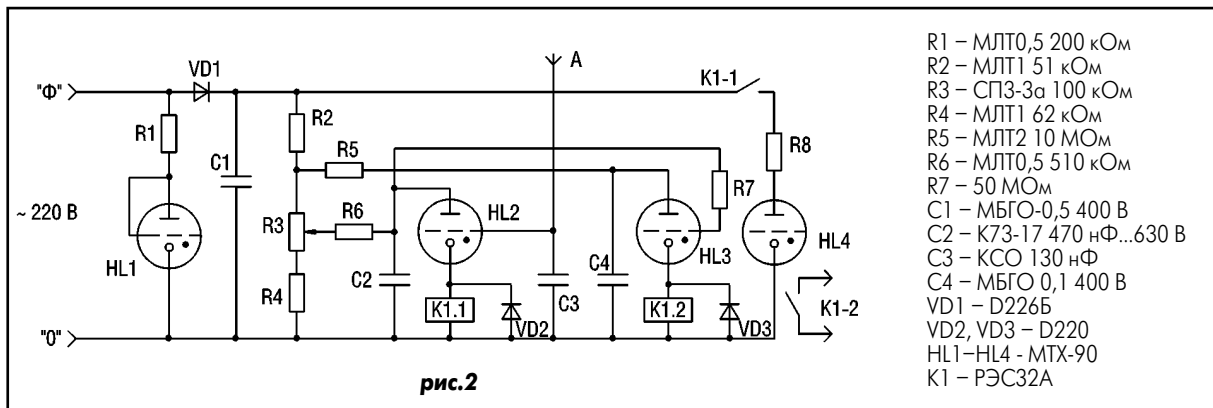 VD1
A
K1-1
"Ф"
R1
C1
R2
R5
R8
R7
~ 220 В
R3
R6
HL2
C4
HL1
C2
HL3
HL4
R4
K1.1
C3
K1.2
K1-2
VD2
VD3
"0"
рис.2
R1 – МЛТ0,5 200 кОм
R2 – МЛТ1 51 кОм
R3 – СП3-3а 100 кОм
R4 – МЛТ1 62 кОм
R5 – МЛТ2 10 МОм
R6 – МЛТ0,5 510 кОм
R7 – 50 МОм
C1 – МБГО-0,5 400 В
C2 – К73-17 470 нФ...630 В
C3 – КСО 130 нФ
C4 – МБГО 0,1 400 В
VD1 – D226Б
VD2, VD3 – D220
HL1–HL4 - МТХ-90
K1 – РЭС32А